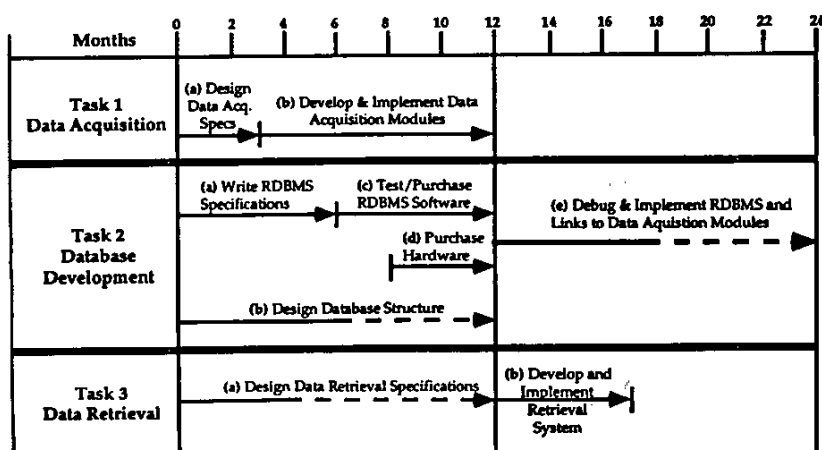 Months
0 2 4 6 8 10 12 14 16 18 20 22 24
Task 1
Data Acquisition
(a) Design
Data Acq.
Specs
(b) Develop & Implement Data
Acquisition Modules
Task 2
Database
Development
(a) Write RDBMS
Specifications
(c) Test/Purchase
RDBMS Software
(d) Purchase
Hardware
(e) Debug & Implement RDBMS and
Links to Data Aquistion Modules
(b) Design Database Structure
Task 3
Data Retrieval
(a) Design Data Retrieval Specifications
(b) Develop and
Implement
Retrieval
System